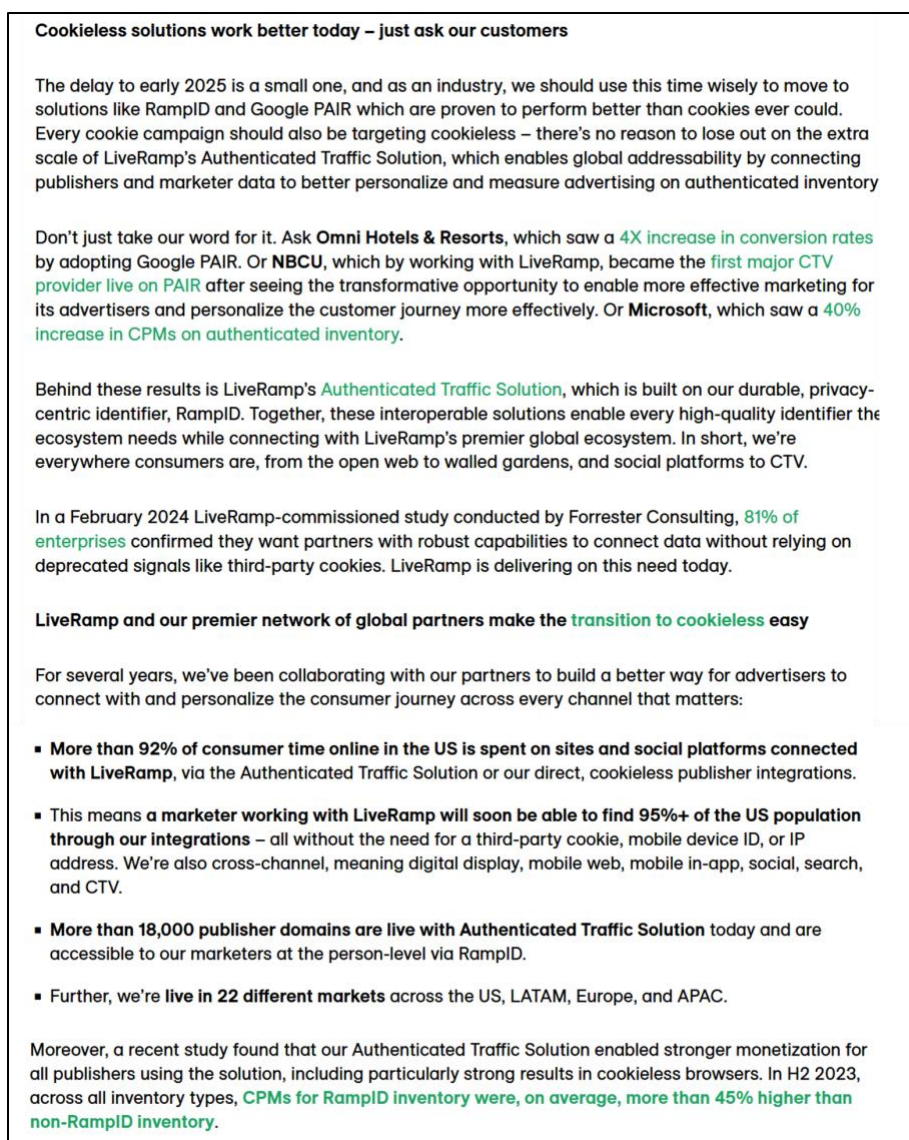 Cookieless solutions work better today – just ask our customers
The delay to early 2025 is a small one, and as an industry, we should use this time wisely to move to
solutions like RampID and Google PAIR which are proven to perform better than cookies ever could.
Every cookie campaign should also be targeting cookieless – there's no reason to lose out on the extra
scale of LiveRamp's Authenticated Traffic Solution, which enables global addressability by connecting
publishers and marketer data to better personalize and measure advertising on authenticated inventory
Don't just take our word for it. Ask Omni Hotels & Resorts, which saw a 4X increase in conversion rates
by adopting Google PAIR. Or NBCU, which by working with LiveRamp, became the first major CTV
provider live on PAIR after seeing the transformative opportunity to enable more effective marketing for
its advertisers and personalize the customer journey more effectively. Or Microsoft, which saw a 40%
increase in CPMs on authenticated inventory.
Behind these results is LiveRamp's Authenticated Traffic Solution, which is built on our durable, privacy-
centric identifier, RampID. Together, these interoperable solutions enable every high-quality identifier the
ecosystem needs while connecting with LiveRamp's premier global ecosystem. In short, we're
everywhere consumers are, from the open web to walled gardens, and social platforms to CTV.
In a February 2024 LiveRamp-commissioned study conducted by Forrester Consulting, 81% of
enterprises confirmed they want partners with robust capabilities to connect data without relying on
deprecated signals like third-party cookies. LiveRamp is delivering on this need today.
LiveRamp and our premier network of global partners make the transition to cookieless easy
For several years, we've been collaborating with our partners to build a better way for advertisers to
connect with and personalize the consumer journey across every channel that matters:
▪ More than 92% of consumer time online in the US is spent on sites and social platforms connected
with LiveRamp, via the Authenticated Traffic Solution or our direct, cookieless publisher integrations.
▪ This means a marketer working with LiveRamp will soon be able to find 95%+ of the US population
through our integrations – all without the need for a third-party cookie, mobile device ID, or IP
address. We're also cross-channel, meaning digital display, mobile web, mobile in-app, social, search,
and CTV.
▪ More than 18,000 publisher domains are live with Authenticated Traffic Solution today and are
accessible to our marketers at the person-level via RampID.
▪ Further, we're live in 22 different markets across the US, LATAM, Europe, and APAC.
Moreover, a recent study found that our Authenticated Traffic Solution enabled stronger monetization for
all publishers using the solution, including particularly strong results in cookieless browsers. In H2 2023,
across all inventory types, CPMs for RampID inventory were, on average, more than 45% higher than
non-RampID inventory.